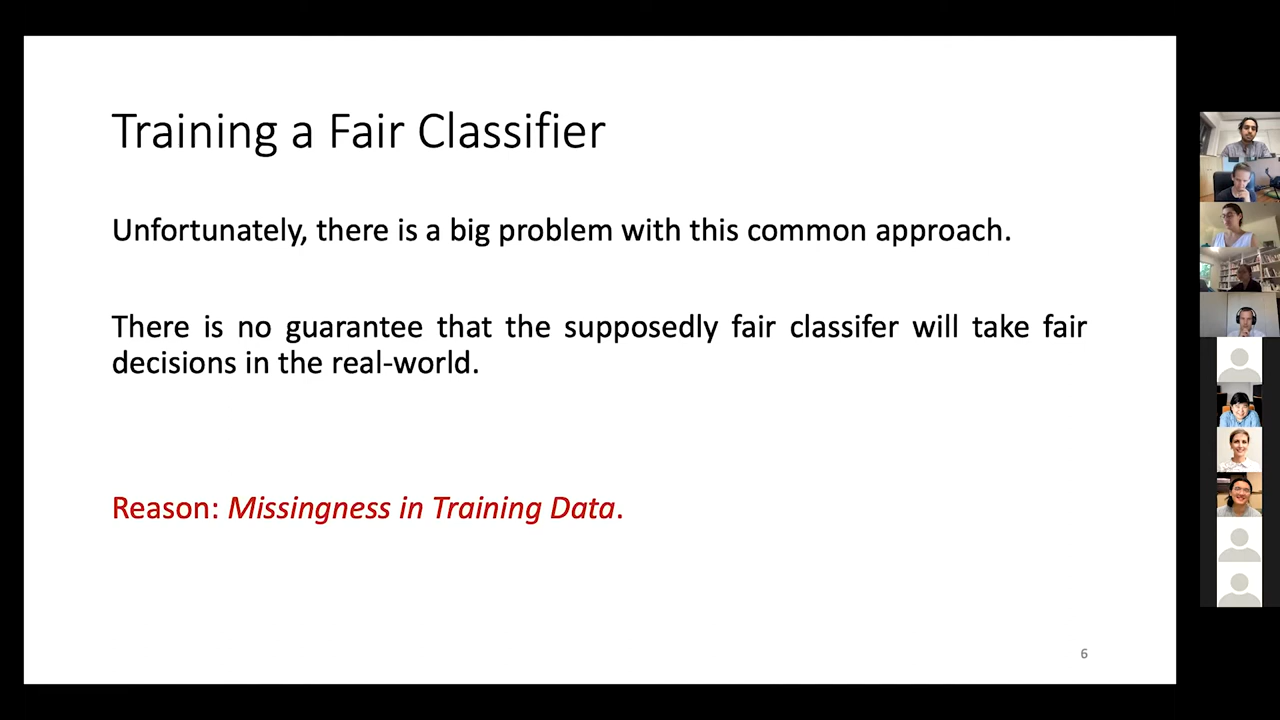 Training a Fair Classifier
Unfortunately, there is a big problem with this common approach.
There is no guarantee that the supposedly fair classifer will take fair
decisions in the real-world.
Reason: Missingness in Training Data.
6